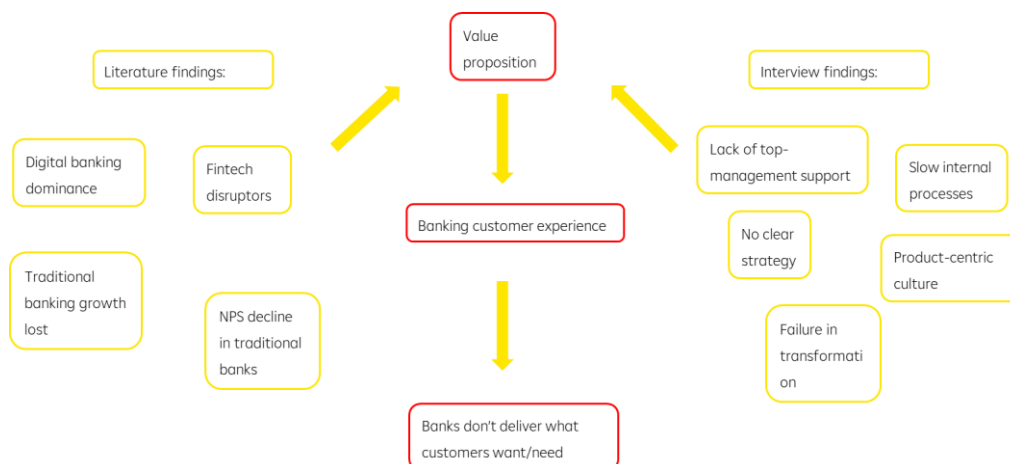 Value
proposition
Literature findings:
Interview findings:
Digital banking
dominance
Fintech
disruptors
Lack of top-
management support
Slow internal
processes
Banking customer experience
No clear
strategy
Product-centric
culture
Traditional
banking growth
lost
NPS decline
in traditional
banks
Failure in
transformati
on
Banks don't deliver what
customers want/need